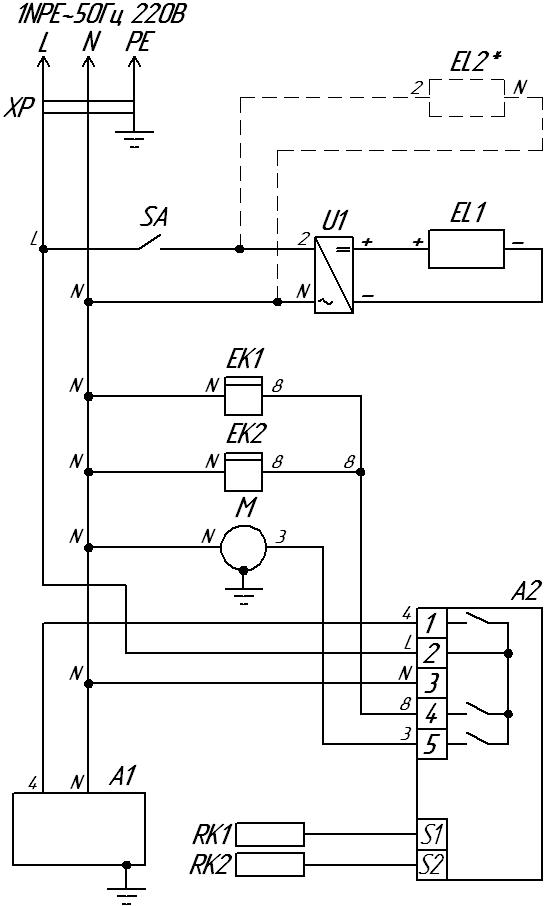 1NPE~50Гц 220В
L N PE
EL2*
2 N
XP
SA
U1
EL1
L
2 = + + -
N
N ~ -
EK1
N
N 8
EK2
N
N 8 8
M
N
N 3
A2
4 1
L 2
N
N 3
8 4
3 5
A1
4 N
RK1 S1
RK2 S2